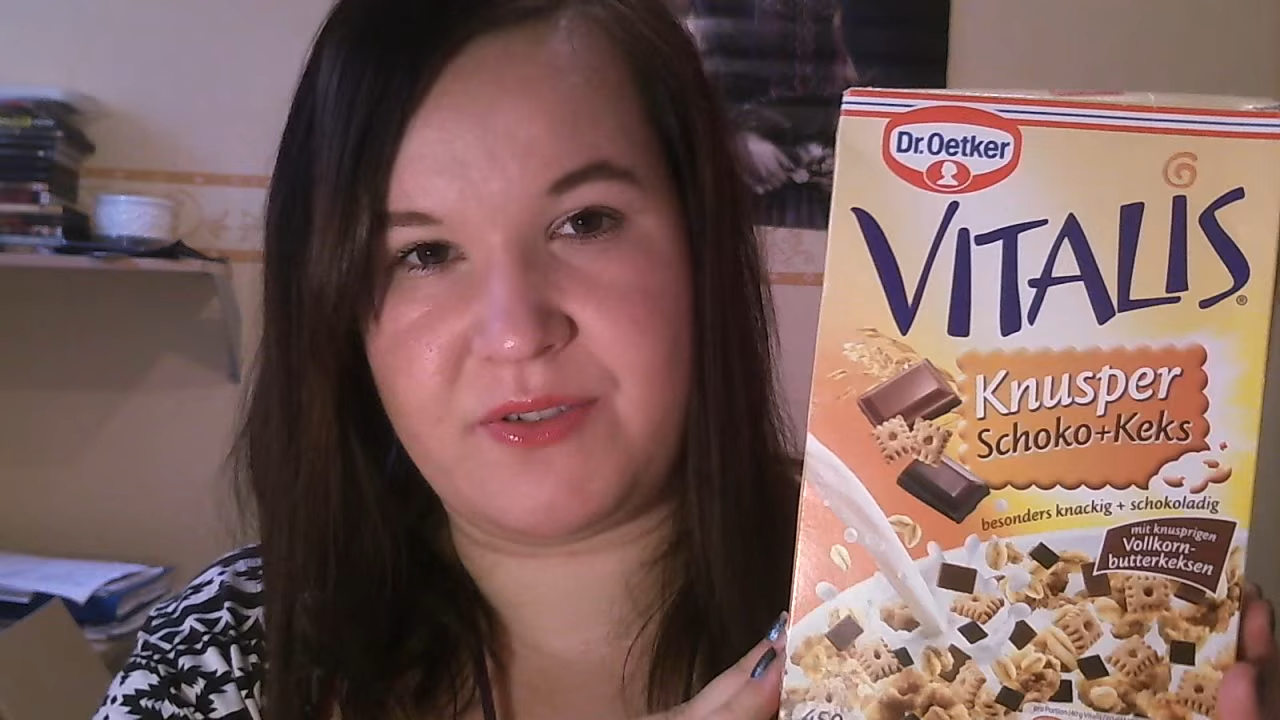 Dr. Oetker
VITALIS
Knusper
Schoko+Keks
besonders knackig + schokoladig
mit knusprigen
Vollkorn-
butterkeksen